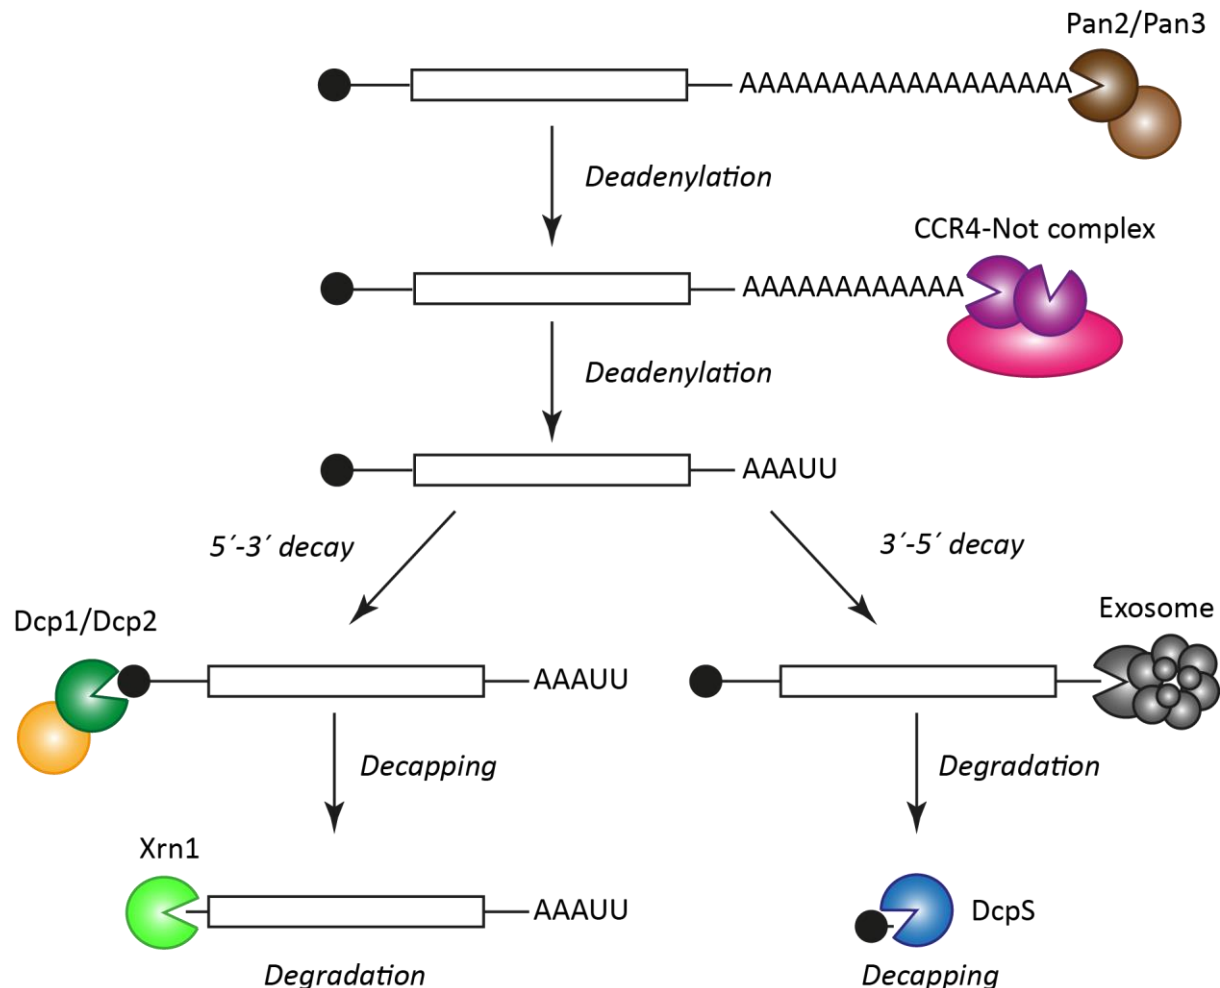 Pan2/Pan3
AAAAAAAAAAAAAAAAAA
Deadenylation
CCR4-Not complex
AAAAAAAAAAAA
Deadenylation
AAAUU
5´-3´ decay
3´-5´ decay
Dcp1/Dcp2
Exosome
AAAUU
Decapping
Degradation
Xrn1
AAAUU
DcpS
Degradation
Decapping